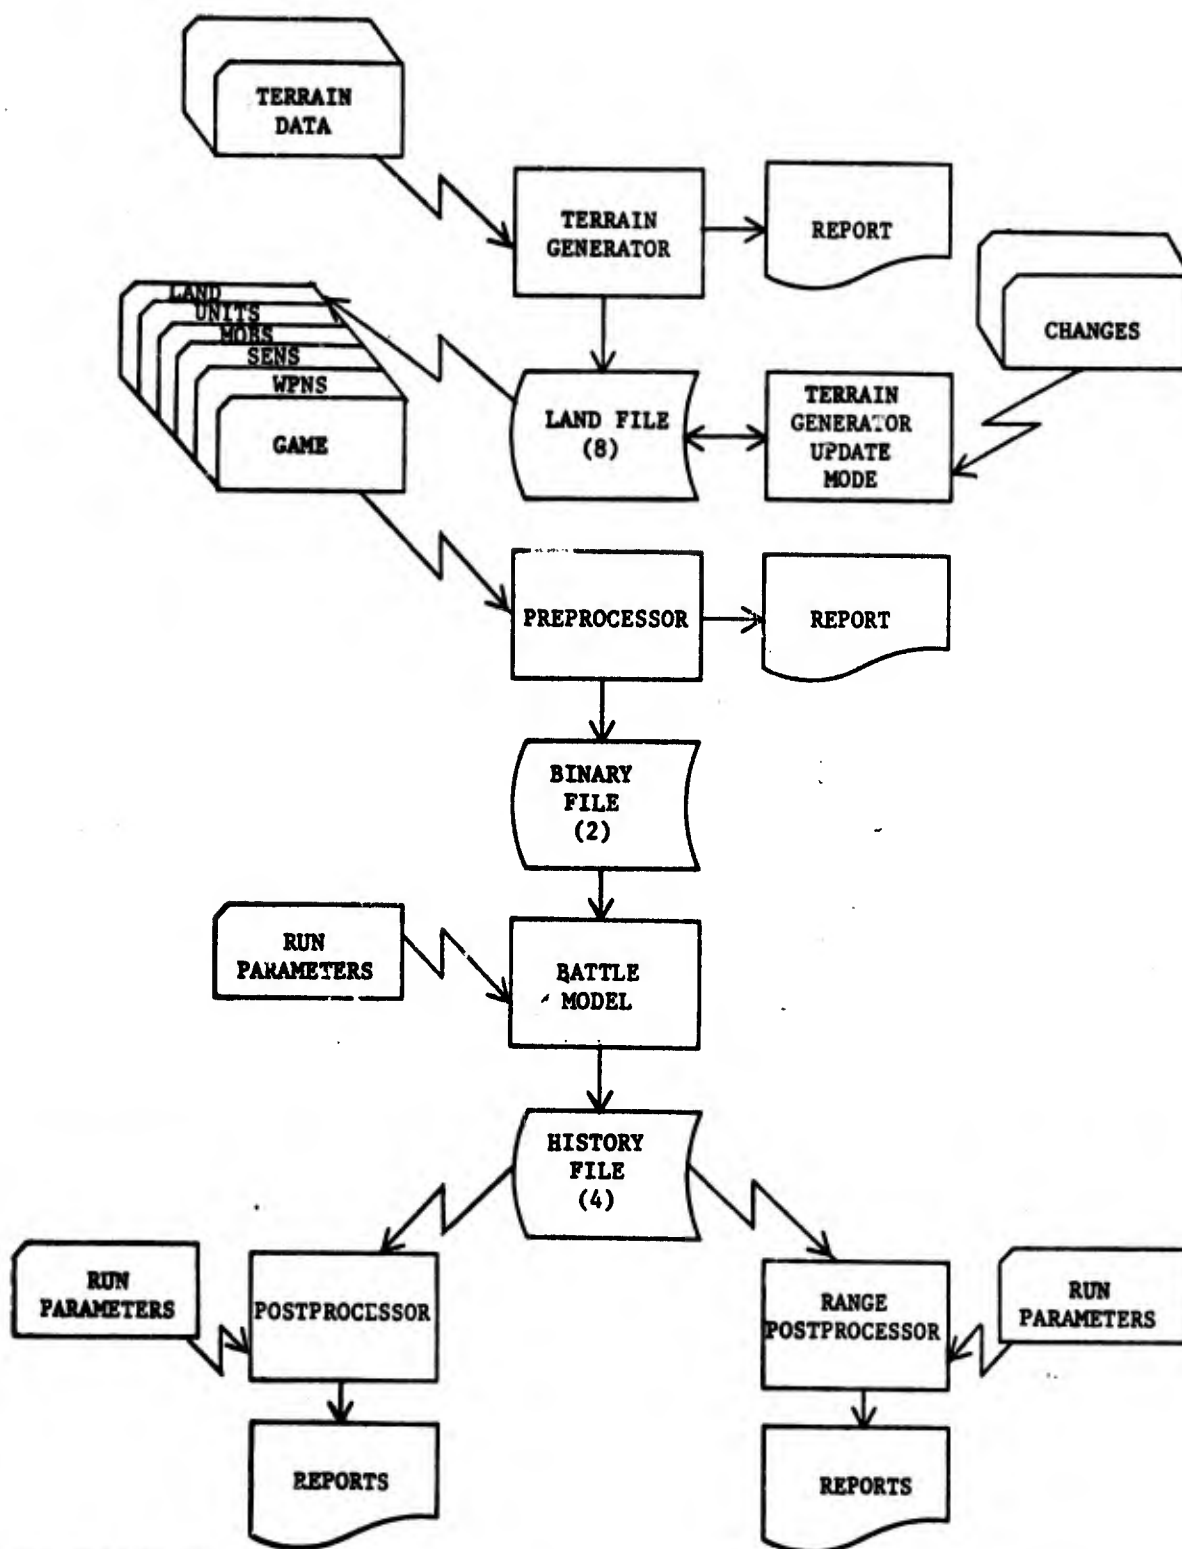 TERRAIN
DATA
TERRAIN
GENERATOR
REPORT
LAND
UNITS
MOBS
SENS
WPNS
GAME
LAND FILE
(8)
TERRAIN
GENERATOR
UPDATE
MODE
CHANGES
PREPROCESSOR
REPORT
BINARY
FILE
(2)
RUN
PARAMETERS
BATTLE
MODEL
HISTORY
FILE
(4)
RUN
PARAMETERS
POSTPROCESSOR
RANGE
POSTPROCESSOR
RUN
PARAMETERS
REPORTS
REPORTS